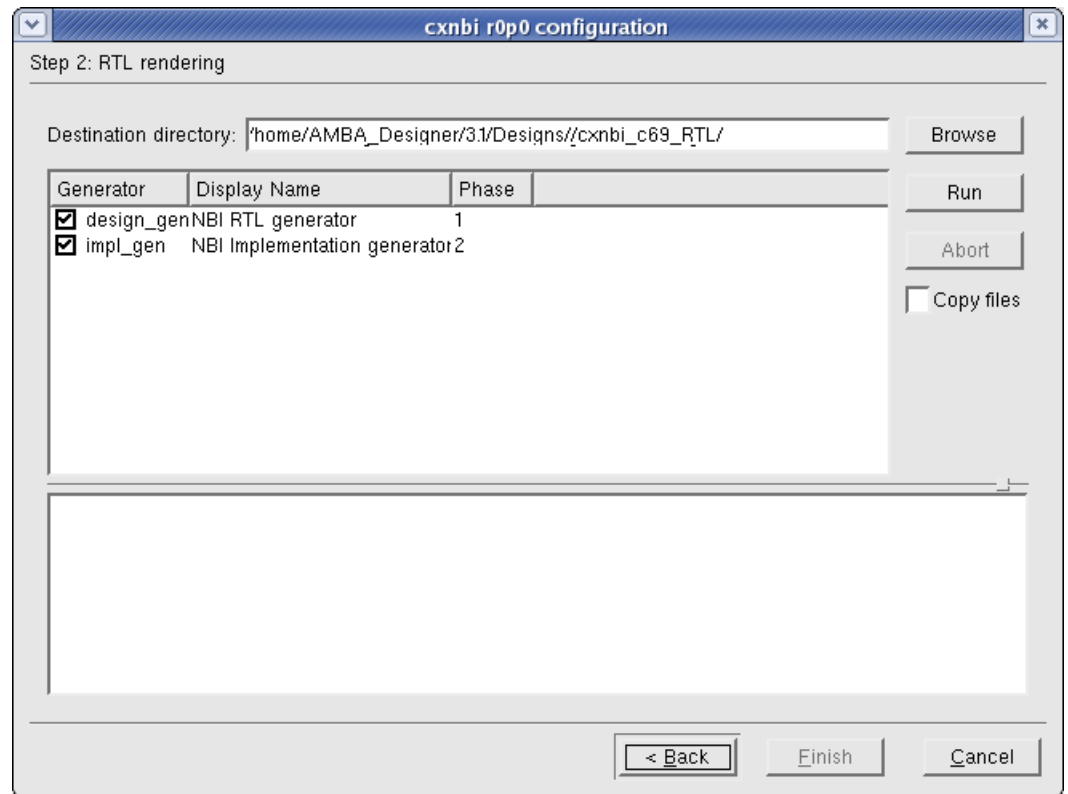 cxnbi r0p0 configuration
Step 2: RTL rendering
Destination directory: /home/AMBA_Designer/3.1/Designs//cxnbi_c69_RTL/ Browse
Generator Display Name Phase Run
design_gen NBI RTL generator 1
impl_gen NBI Implementation generator 2 Abort
Copy files
< Back Finish Cancel